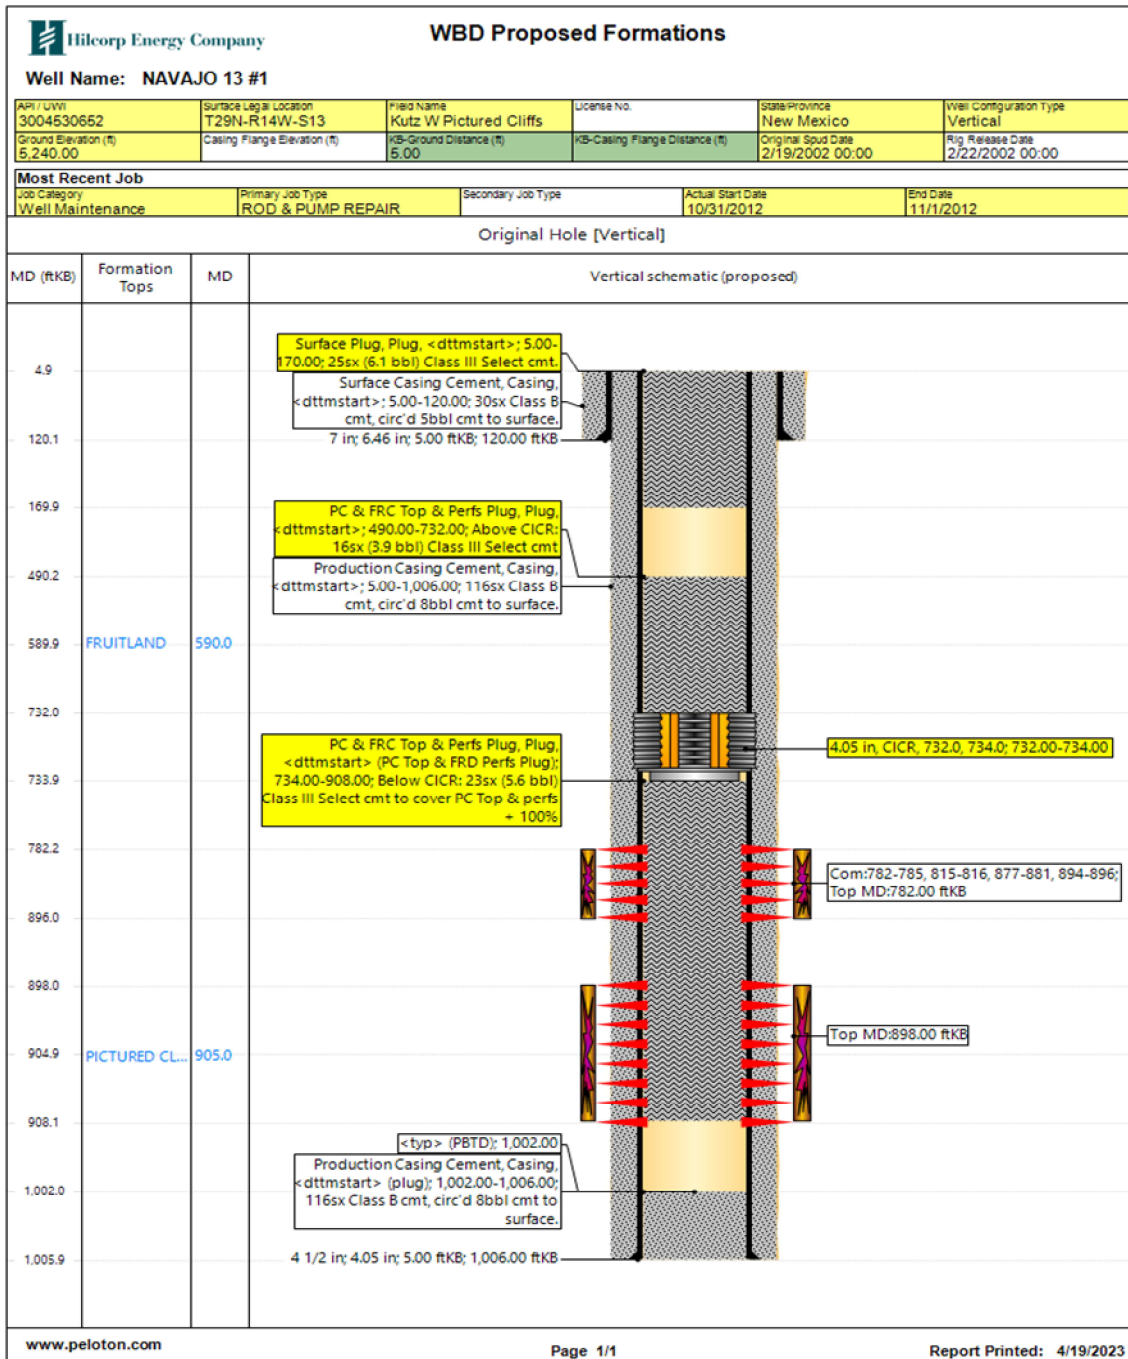 Hilcorp Energy Company
WBD Proposed Formations
Well Name: NAVAJO 13 #1
API / UWI
3004530652
Surface Legal Location
T29N-R14W-S13
Field Name
Kutz W Pictured Cliffs
License No.
State/Province
New Mexico
Well Configuration Type
Vertical
Ground Elevation (ft)
5,240.00
Casing Flange Elevation (ft)
KB-Ground Distance (ft)
5.00
KB-Casing Flange Distance (ft)
Original Spud Date
2/19/2002 00:00
Rig Release Date
2/22/2002 00:00
Most Recent Job
Job Category
Well Maintenance
Primary Job Type
ROD & PUMP REPAIR
Secondary Job Type
Actual Start Date
10/31/2012
End Date
11/1/2012
Original Hole [Vertical]
MD (ftKB)
Formation
Tops
MD
Vertical schematic (proposed)
Surface Plug, Plug, <dttmstart>; 5.00-
170.00; 25sx (6.1 bbl) Class III Select cmt.
4.9
Surface Casing Cement, Casing,
<dttmstart>; 5.00-120.00; 30sx Class B
cmt, circ'd 5bbl cmt to surface.
120.1
7 in; 6.46 in; 5.00 ftKB; 120.00 ftKB
169.9
PC & FRC Top & Perfs Plug, Plug,
<dttmstart>; 490.00-732.00; Above CICR:
16sx (3.9 bbl) Class III Select cmt
490.2
Production Casing Cement, Casing,
<dttmstart>; 5.00-1,006.00; 116sx Class B
cmt, circ'd 8bbl cmt to surface.
589.9
FRUITLAND
590.0
732.0
4.05 in, CICR, 732.0, 734.0; 732.00-734.00
PC & FRC Top & Perfs Plug, Plug,
<dttmstart> (PC Top & FRD Perfs Plug);
734.00-908.00; Below CICR: 23sx (5.6 bbl)
Class III Select cmt to cover PC Top & perfs
+ 100%
733.9
782.2
Com:782-785, 815-816, 877-881, 894-896;
Top MD:782.00 ftKB
896.0
898.0
Top MD:898.00 ftKB
904.9
PICTURED CL...
905.0
908.1
<typ> (PBTD); 1,002.00
Production Casing Cement, Casing,
<dttmstart> (plug); 1,002.00-1,006.00;
116sx Class B cmt, circ'd 8bbl cmt to
surface.
1,002.0
1,005.9
4 1/2 in; 4.05 in; 5.00 ftKB; 1,006.00 ftKB
www.peloton.com
Page 1/1
Report Printed: 4/19/2023